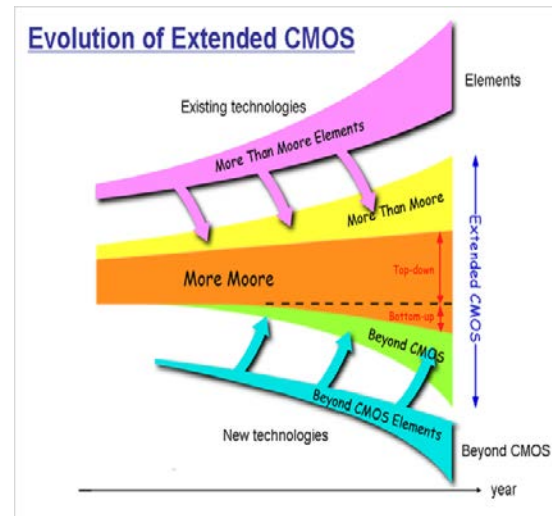 Evolution of Extended CMOS
Elements
Existing technologies
More Than Moore Elements
More Than Moore
More Moore
Top-down
Bottom-up
Extended CMOS
Beyond CMOS
Beyond CMOS Elements
New technologies
Beyond CMOS
year